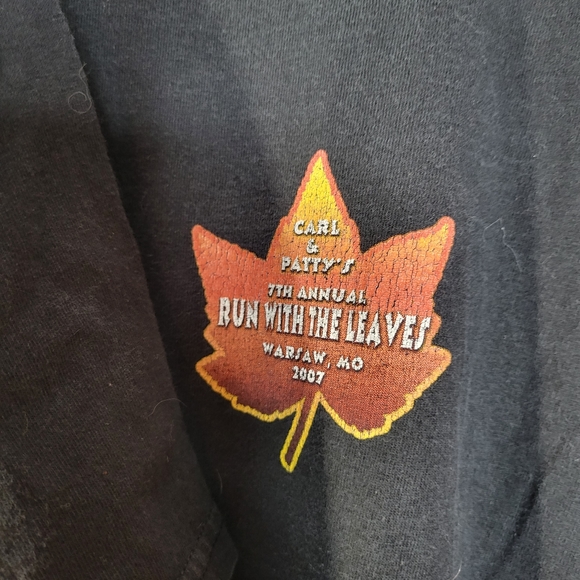 CARL
&
PATTY'S
7TH ANNUAL
RUN WITH THE LEAVES
WARSAW, MO
2007